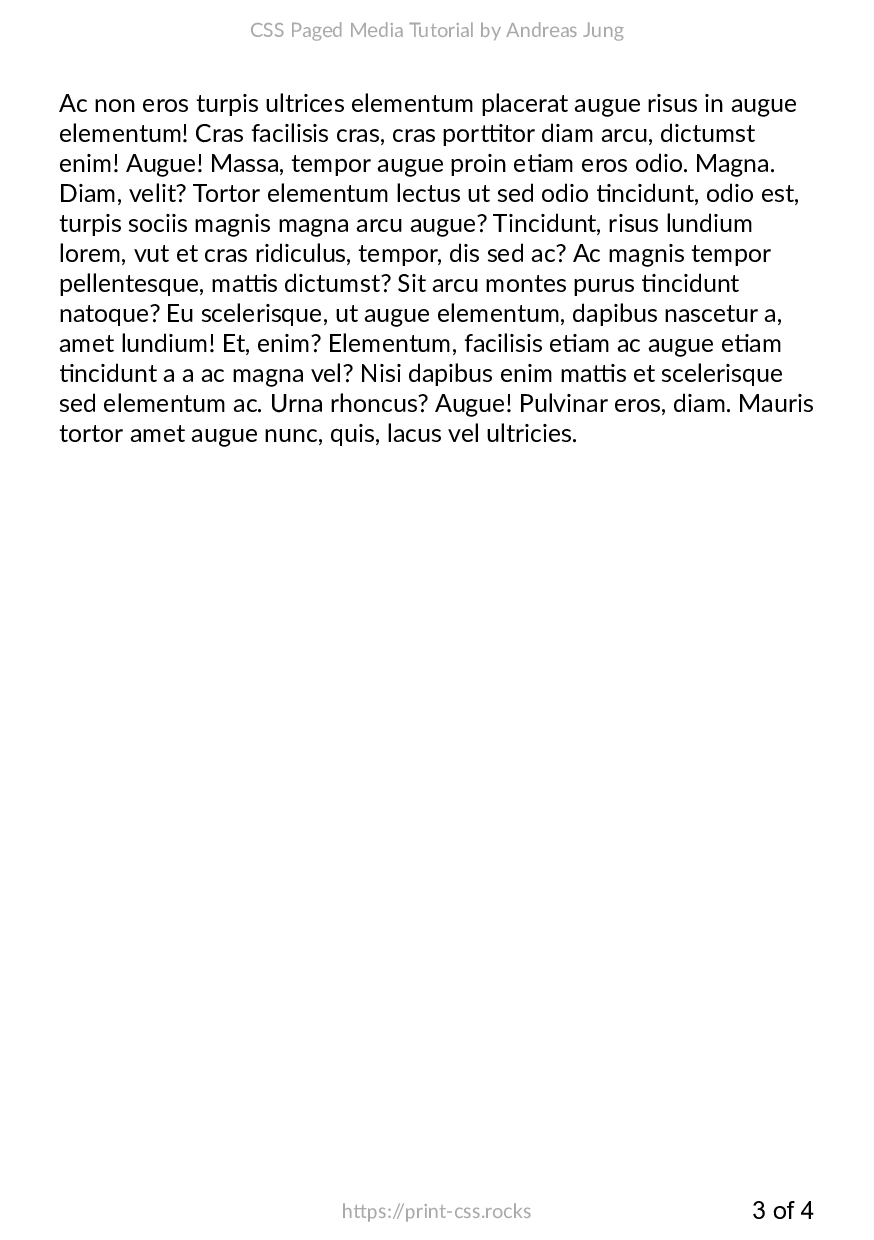 CSS Paged Media Tutorial by Andreas Jung
Ac non eros turpis ultrices elementum placerat augue risus in augue
elementum! Cras facilisis cras, cras porttitor diam arcu, dictumst
enim! Augue! Massa, tempor augue proin etiam eros odio. Magna.
Diam, velit? Tortor elementum lectus ut sed odio tincidunt, odio est,
turpis sociis magnis magna arcu augue? Tincidunt, risus lundium
lorem, vut et cras ridiculus, tempor, dis sed ac? Ac magnis tempor
pellentesque, mattis dictumst? Sit arcu montes purus tincidunt
natoque? Eu scelerisque, ut augue elementum, dapibus nascetur a,
amet lundium! Et, enim? Elementum, facilisis etiam ac augue etiam
tincidunt a a ac magna vel? Nisi dapibus enim mattis et scelerisque
sed elementum ac. Urna rhoncus? Augue! Pulvinar eros, diam. Mauris
tortor amet augue nunc, quis, lacus vel ultricies.
https://print-css.rocks
3 of 4